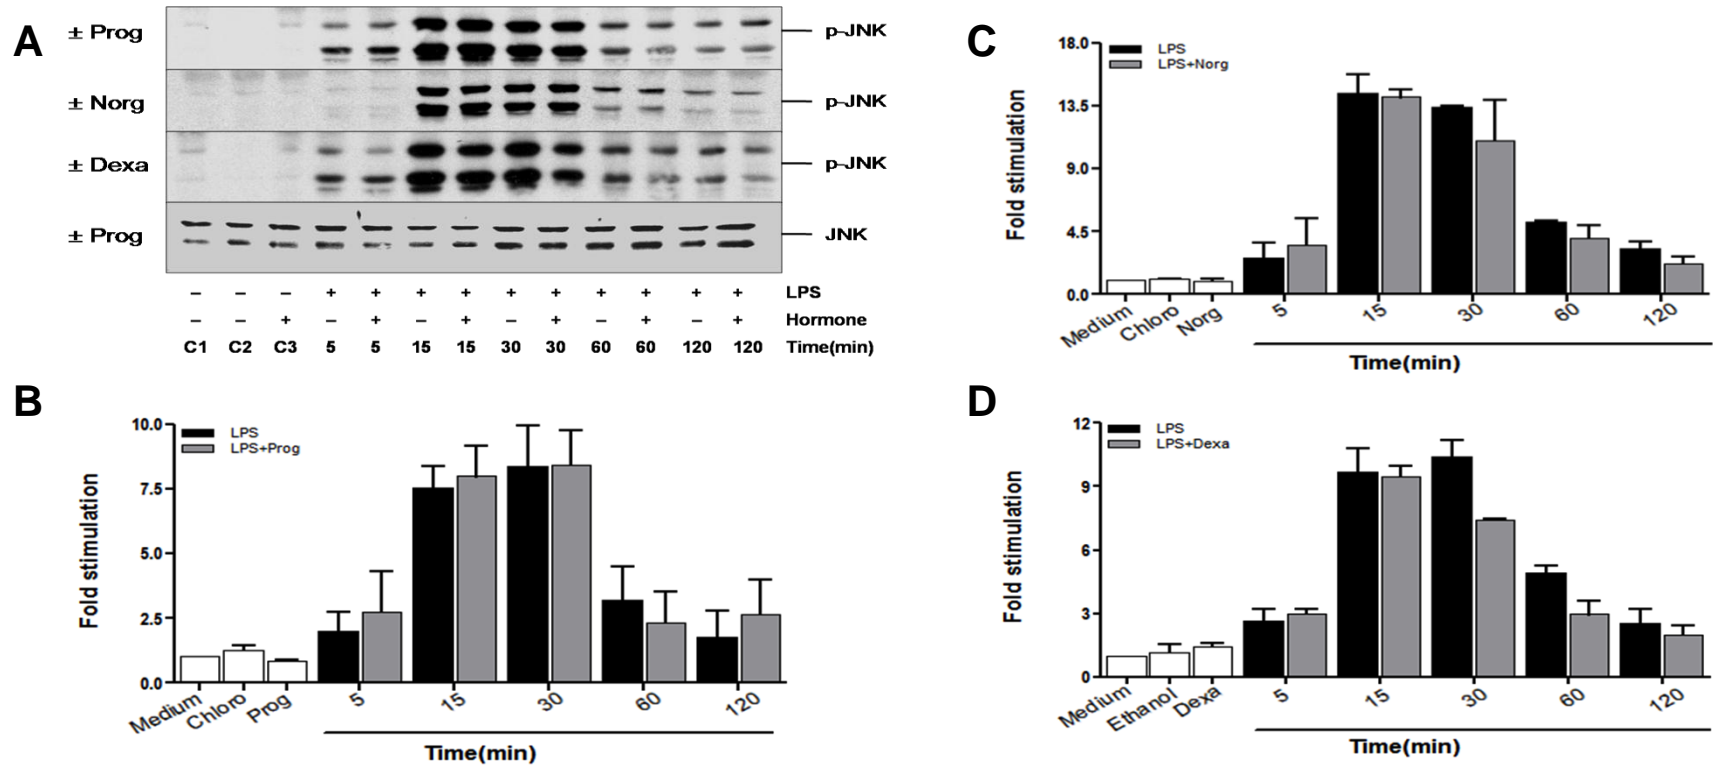 A
± Prog
p-JNK
± Norg
p-JNK
± Dexa
p-JNK
± Prog
JNK
– – – + + + + + + + + + + LPS
– – + – + – + – + – + – + Hormone
C1 C2 C3 5 5 15 15 30 30 60 60 120 120 Time(min)
B
10.0
7.5
5.0
2.5
0.0
Fold stimulation
LPS
LPS+Prog
Medium Chloro Prog 5 15 30 60 120
Time(min)
C
18.0
13.5
9.0
4.5
0.0
Fold stimulation
LPS
LPS+Norg
Medium Chloro Norg 5 15 30 60 120
Time(min)
D
12
9
6
3
0
Fold stimulation
LPS
LPS+Dexa
Medium Ethanol Dexa 5 15 30 60 120
Time(min)